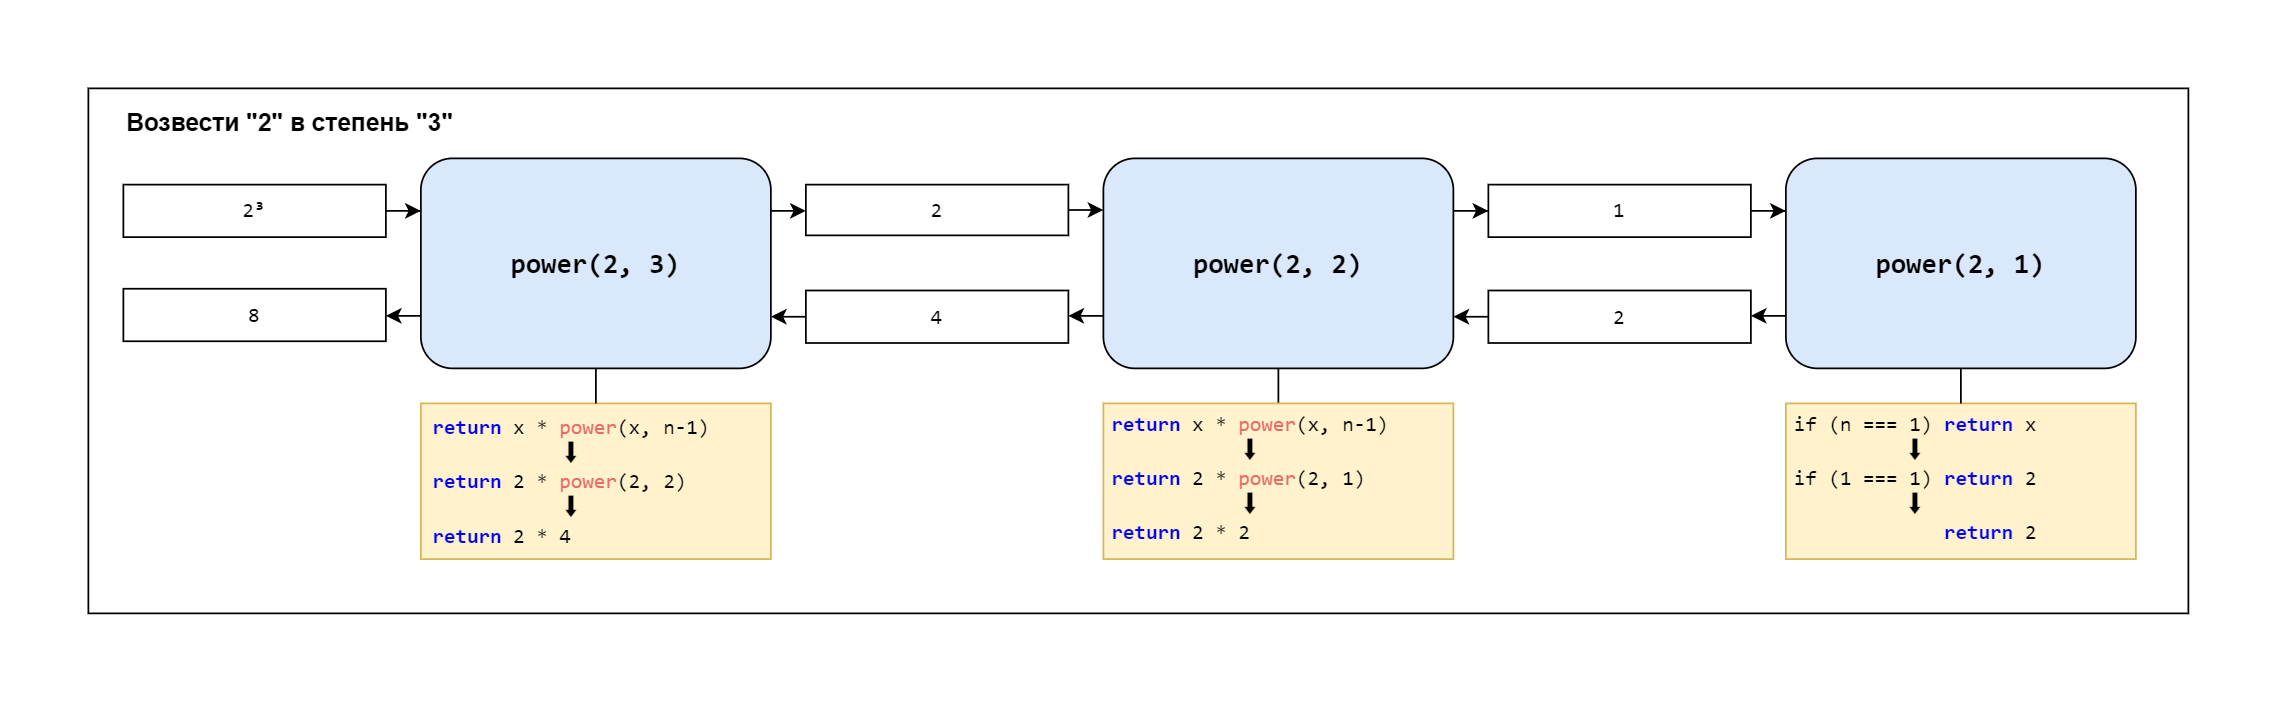 Возвести "2" в степень "3"
2³
8
power(2, 3)
return x * power(x, n-1)
return 2 * power(2, 2)
return 2 * 4
2
4
power(2, 2)
return x * power(x, n-1)
return 2 * power(2, 1)
return 2 * 2
1
2
power(2, 1)
if (n === 1) return x
if (1 === 1) return 2
return 2